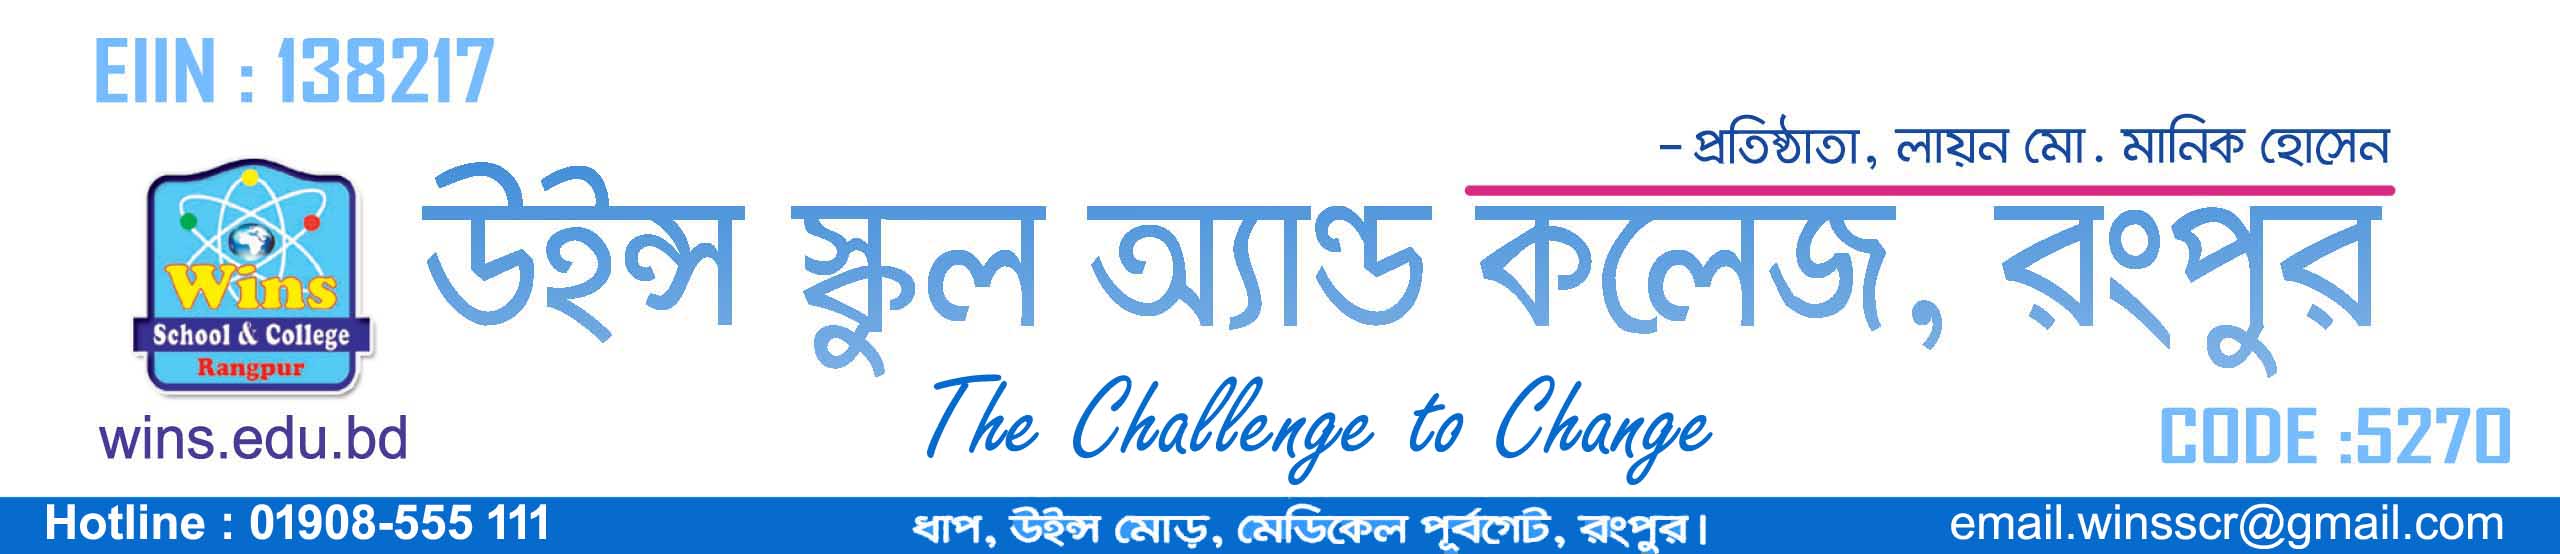 EIIN : 138217
– প্রতিষ্ঠাতা, লায়ন মো. মানিক হোসেন
উইন্স স্কুল অ্যান্ড কলেজ, রংপুর
Wins
School & College
Rangpur
The Challenge to Change
wins.edu.bd
CODE :5270
Hotline : 01908-555 111
ধাপ, উইন্স মোড়, মেডিকেল পূর্বগেট, রংপুর।
email.winsscr@gmail.com